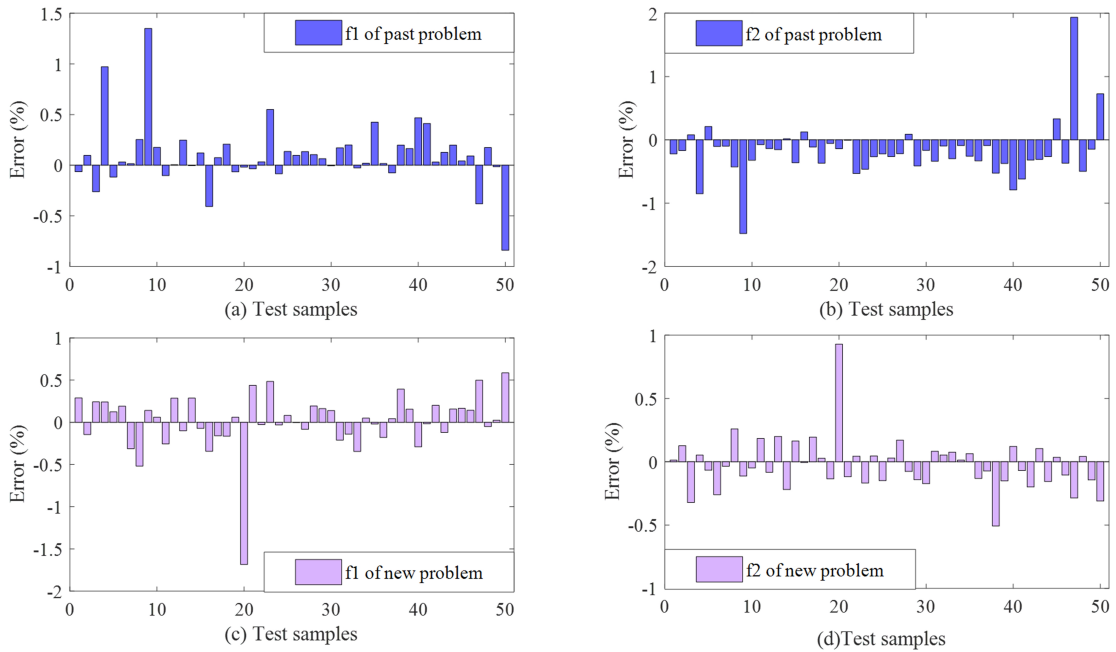 1.5
1
0.5
0
-0.5
-1
Error (%)
f1 of past problem
0 10 20 30 40 50
(a) Test samples
2
1
0
-1
-2
Error (%)
f2 of past problem
0 10 20 30 40 50
(b) Test samples
1
0.5
0
-0.5
-1
-1.5
-2
Error (%)
f1 of new problem
0 10 20 30 40 50
(c) Test samples
1
0.5
0
-0.5
-1
Error (%)
f2 of new problem
0 10 20 30 40 50
(d)Test samples